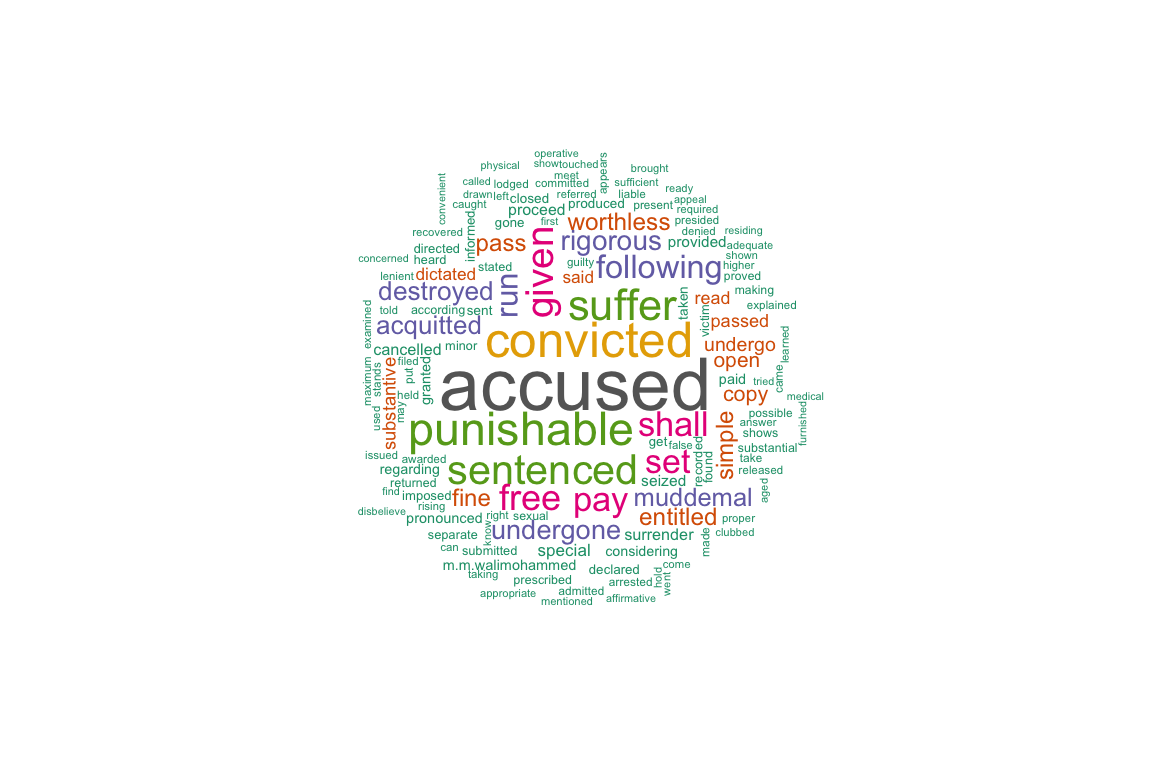 operative
physical
show
touched
appears
brought
meet
called
lodged
committed
sufficient
ready
convenient
drawn
left
closed
referred
liable
appeal
caught
proceed
produced
present
required
gone
first
worthless
presided
recovered
informed
pass
given
rigorous
provided
denied
residing
directed
adequate
concerned
heard
stated
guilty
following
shown
higher
lenient
dictated
said
proved
destroyed
run
suffer
taken
read
making
told
according
sent
victim
explained
examined
acquitted
convicted
passed
learned
cancelled
minor
undergo
maximum
stands
substantive
filed
put
granted
open
accused
paid
tried
came
used
may
held
copy
medical
furnished
punishable
shall
simple
possible
answer
shows
get
false
recorded
found
substantial
issued
awarded
sentenced
set
take
regarding
released
returned
seized
aged
find
imposed
fine
free
pay
muddemal
disbelieve
rising
pronounced
right
sexual
entitled
proper
know
undergone
separate
surrender
made
clubbed
can
submitted
special
considering
m.m.walimohammed
declared
come
taking
prescribed
arrested
hold
went
appropriate
admitted
mentioned
affirmative